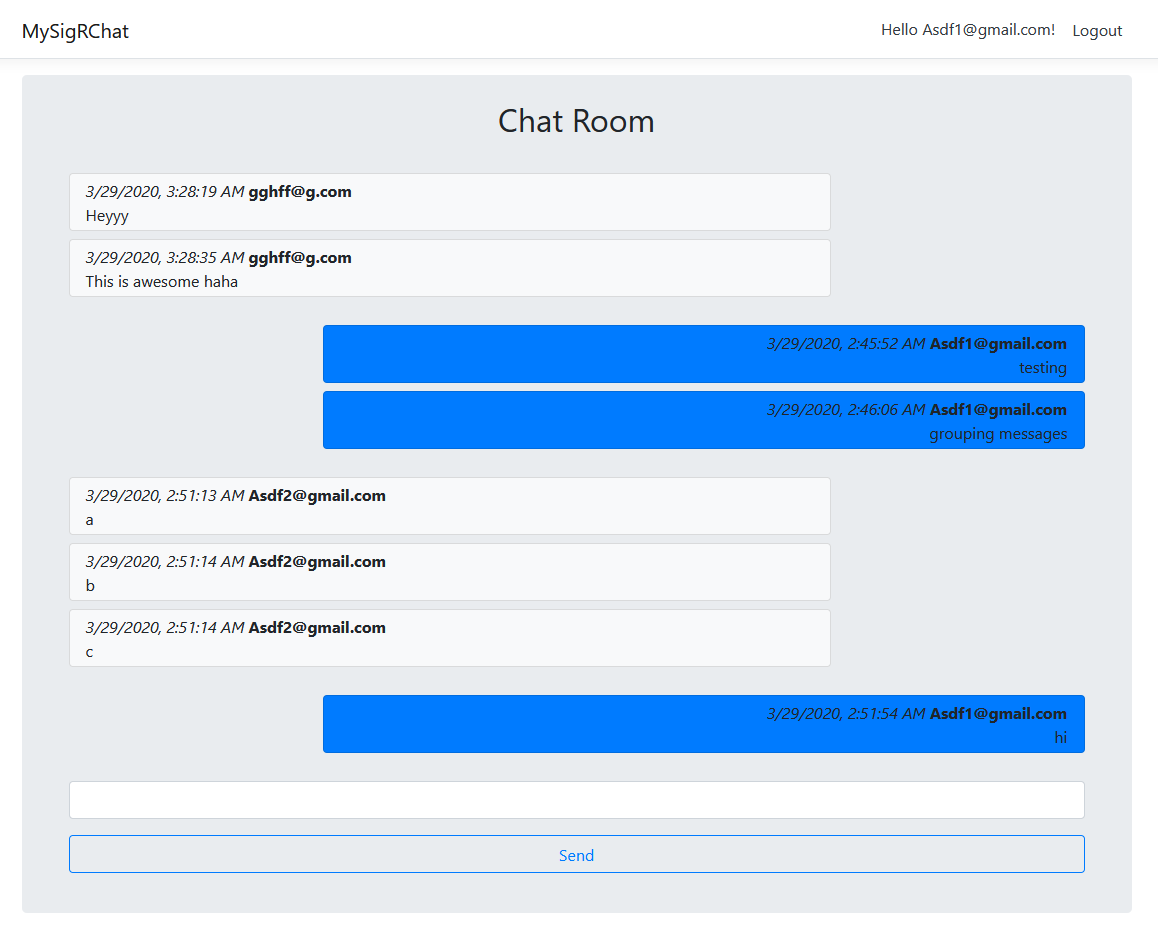 MySigRChat
Hello Asdf1@gmail.com! Logout
Chat Room
3/29/2020, 3:28:19 AM gghff@g.com
Heyyy
3/29/2020, 3:28:35 AM gghff@g.com
This is awesome haha
3/29/2020, 2:45:52 AM Asdf1@gmail.com
testing
3/29/2020, 2:46:06 AM Asdf1@gmail.com
grouping messages
3/29/2020, 2:51:13 AM Asdf2@gmail.com
a
3/29/2020, 2:51:14 AM Asdf2@gmail.com
b
3/29/2020, 2:51:14 AM Asdf2@gmail.com
c
3/29/2020, 2:51:54 AM Asdf1@gmail.com
hi
Send